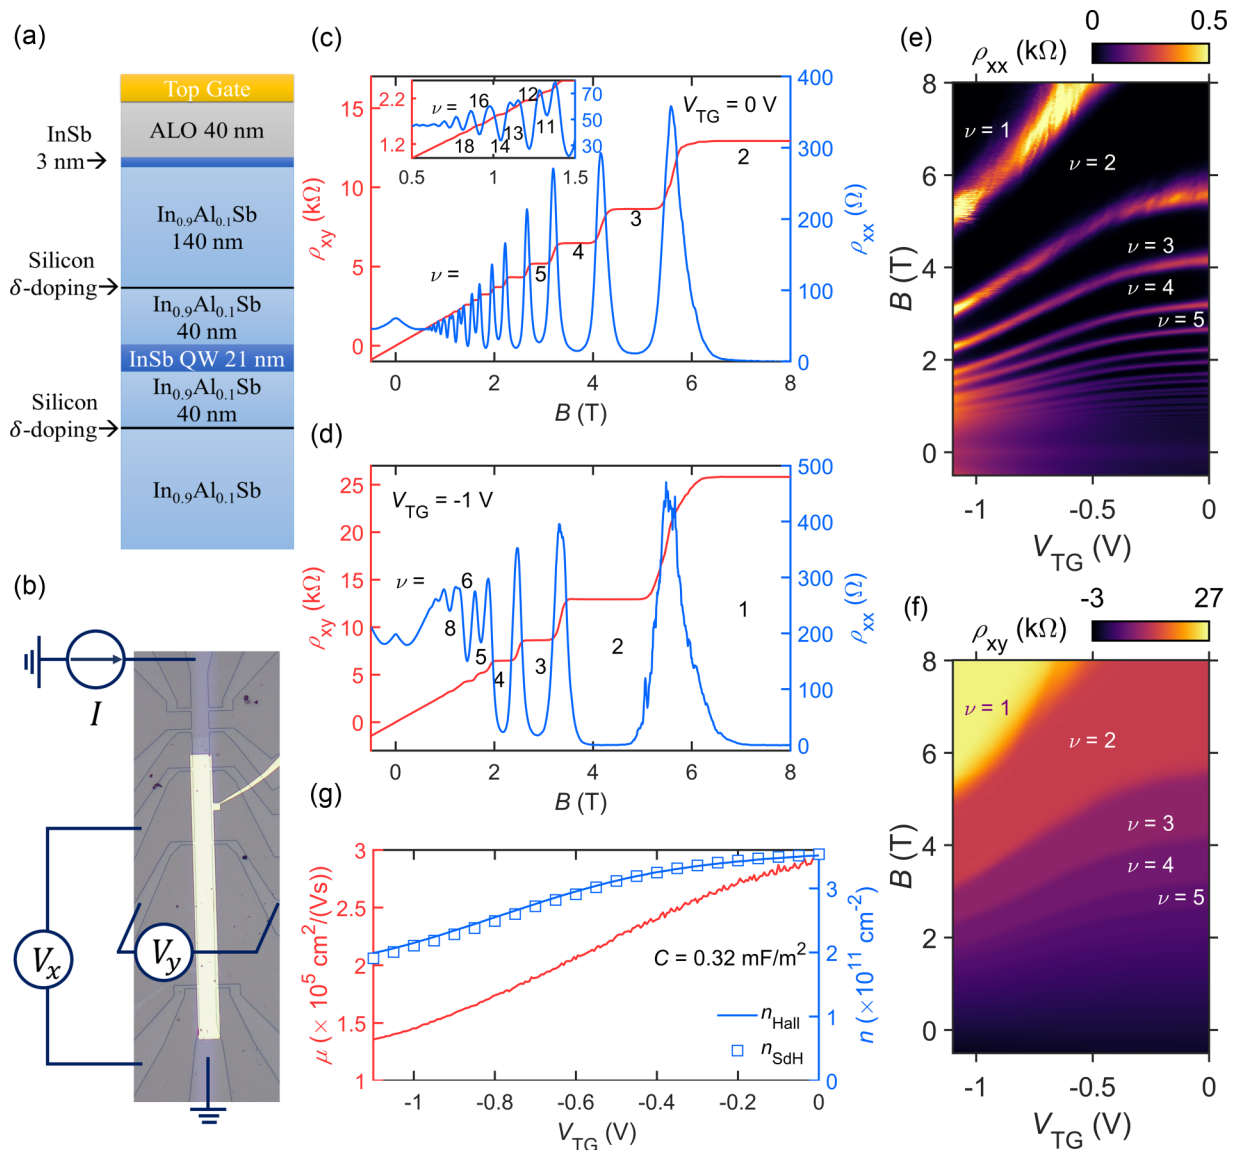 (a)
Top Gate
ALO 40 nm
InSb
3 nm
In0.9Al0.1Sb
140 nm
Silicon
δ-doping
In0.9Al0.1Sb
40 nm
InSb QW 21 nm
In0.9Al0.1Sb
40 nm
Silicon
δ-doping
In0.9Al0.1Sb
(b)
I
Vx
Vy
(c)
VTG = 0 V
ν =
16
12
18
14
13
11
2.2
1.2
70
50
30
0.5
1
1.5
2
3
4
5
ν =
15
10
5
0
ρxy (kΩ)
400
300
200
100
0
ρxx (Ω)
0
2
4
6
8
B (T)
(d)
VTG = -1 V
ν =
6
8
5
4
3
2
1
25
20
15
10
5
0
ρxy (kΩ)
500
400
300
200
100
0
ρxx (Ω)
0
2
4
6
8
B (T)
(g)
3
2.5
2
1.5
1
μ (× 10^5 cm^2/(Vs)
C = 0.32 mF/m^2
nHall
nSdH
3
2
1
0
n (× 10^11 cm^-2)
-1
-0.8
-0.6
-0.4
-0.2
0
VTG (V)
(e)
0
0.5
ρxx (kΩ)
ν = 1
ν = 2
ν = 3
ν = 4
ν = 5
8
6
4
2
0
B (T)
-1
-0.5
0
VTG (V)
(f)
-3
27
ρxy (kΩ)
ν = 1
ν = 2
ν = 3
ν = 4
ν = 5
8
6
4
2
0
B (T)
-1
-0.5
0
VTG (V)